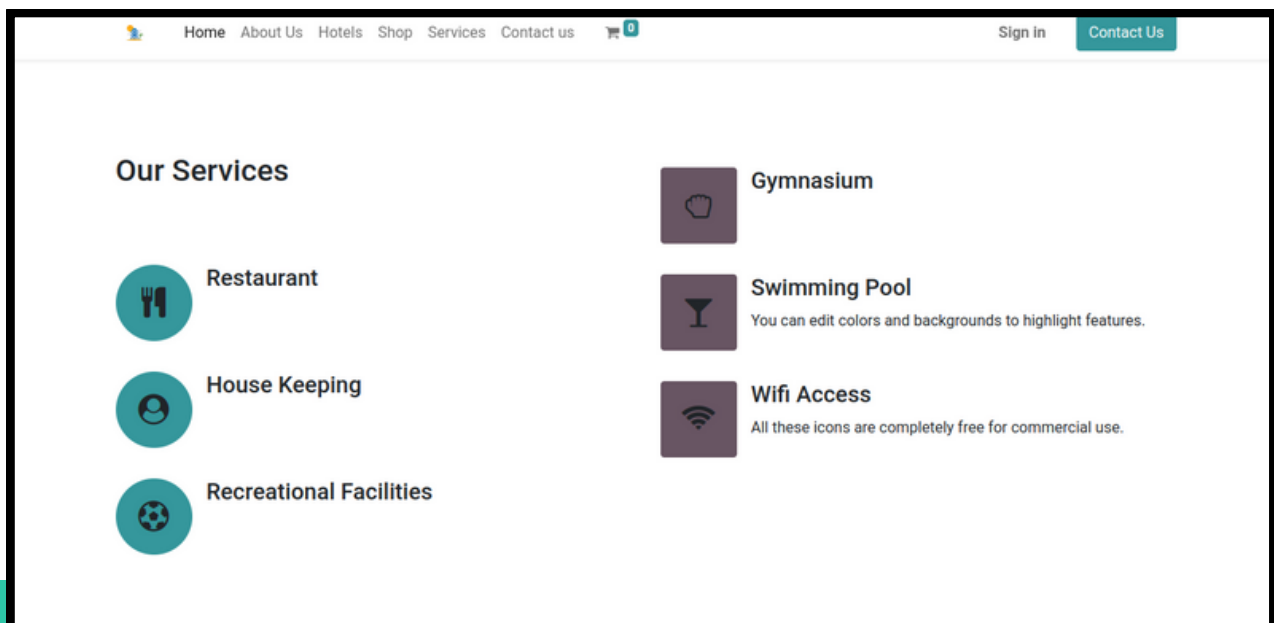 Home About Us Hotels Shop Services Contact us 0 Sign in Contact Us
Our Services
Restaurant
House Keeping
Recreational Facilities
Gymnasium
Swimming Pool
You can edit colors and backgrounds to highlight features.
Wifi Access
All these icons are completely free for commercial use.